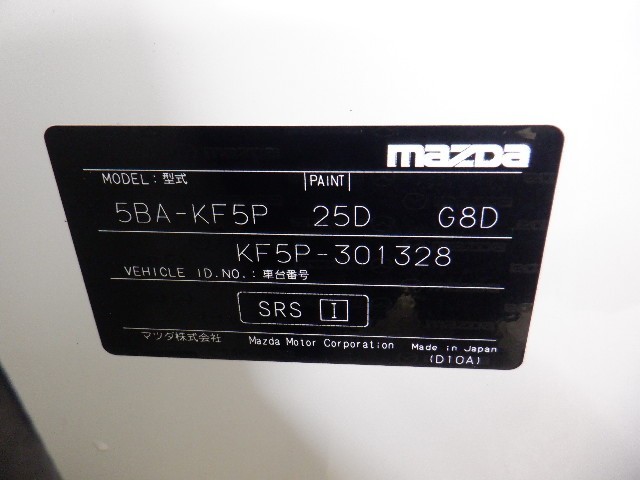 mazda
MODEL: 型式 PAINT
5BA-KF5P 25D G8D
KF5P-301328
VEHICLE ID.NO.: 車台番号
SRS I
マツダ株式会社 Mazda Motor Corporation Made in Japan
(D10A)